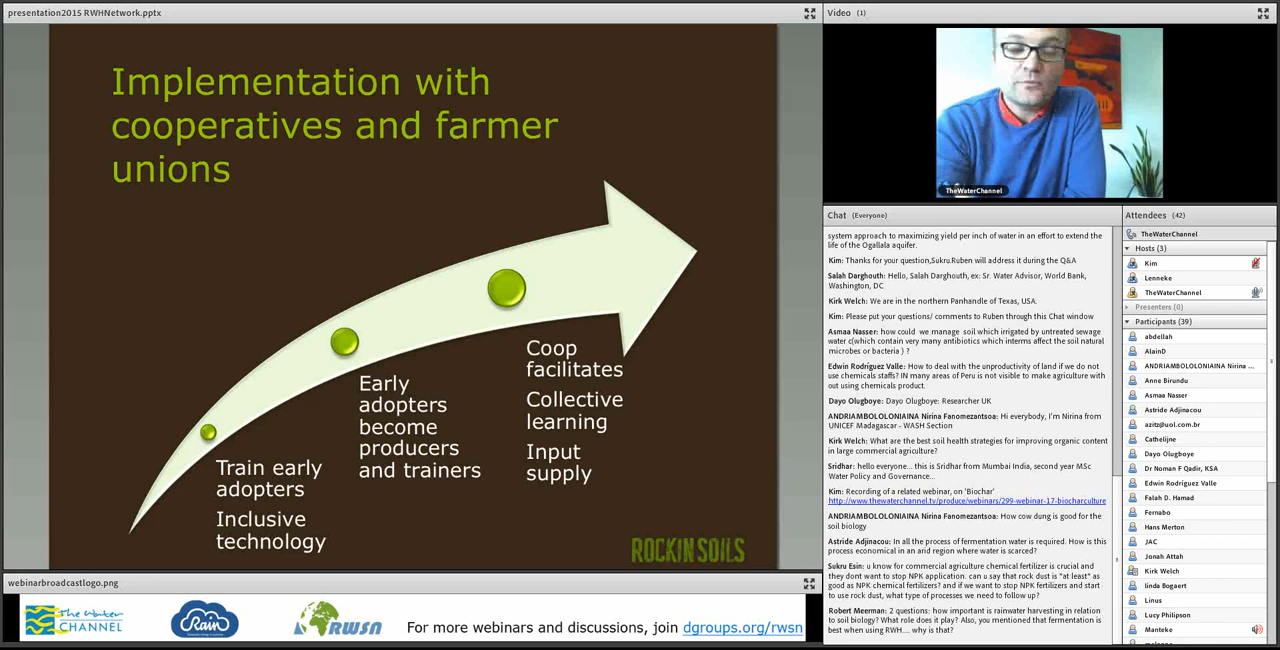 presentation2015 RWHNetwork.pptx
Implementation with
cooperatives and farmer
unions
Train early
adopters
Inclusive
technology
Early
adopters
become
producers
and trainers
Coop
facilitates
Collective
learning
Input
supply
ROCKIN SOILS
webinarbroadcastlogo.png
The Water
CHANNEL
Rain
RWSN
For more webinars and discussions, join dgroups.org/rwsn
Video (1)
TheWaterChannel
Chat (Everyone)
system approach to maximizing yield per inch of water in an effort to extend the
life of the Ogallala aquifer.
Kim: Thanks for your question,Sukru.Ruben will address it during the Q&A
Salah Darghouth: Hello, Salah Darghouth, ex: Sr. Water Advisor, World Bank,
Washington, DC
Kirk Welch: We are in the northern Panhandle of Texas, USA.
Kim: Please put your questions/ comments to Ruben through this Chat window
Asmaa Nasser: how could we manage soil which irrigated by untreated sewage
water c(which contain very many antibiotics which interms affect the soil natural
microbes or bacteria ) ?
Edwin Rodríguez Valle: How to deal with the unproductivity of land if we do not
use chemicals staffs? IN many areas of Peru is not visible to make agriculture with
out using chemicals product.
Dayo Olugboye: Dayo Olugboye: Researcher UK
ANDRIAMBOLOLONIAINA Nirina Fanomezantsoa: Hi everybody, I'm Nirina from
UNICEF Madagascar - WASH Section
Kirk Welch: What are the best soil health strategies for improving organic content
in large commercial agriculture?
Sridhar: hello everyone... this is Sridhar from Mumbai India, second year MSc
Water Policy and Governance...
Kim: Recording of a related webinar, on 'Biochar'
http://www.thewaterchannel.tv/produce/webinars/299-webinar-17-biocharculture
ANDRIAMBOLOLONIAINA Nirina Fanomezantsoa: How cow dung is good for the
soil biology
Astride Adjinacou: In all the process of fermentation water is required. How is this
process economical in an arid region where water is scarced?
Sukru Esin: u know for commercial agriculture chemical fertilizer is crucial and
they dont want to stop NPK application. can u say that rock dust is "at least" as
good as NPK chemical fertilizers? and if we want to stop NPK fertilizers and start
to use rock dust, what type of processes we need to follow up?
Robert Meerman: 2 questions: how important is rainwater harvesting in relation
to soil biology? What role does it play? Also, you mentioned that fermentation is
best when using RWH.... why is that?
Attendees (42)
TheWaterChannel
Hosts (3)
Kim
Lenneke
TheWaterChannel
Presenters (0)
Participants (39)
abdellah
AlainD
ANDRIAMBOLOLONIAINA Nirina ...
Anne Birundu
Asmaa Nasser
Astride Adjinacou
azitz@uol.com.br
Cathelijne
Dayo Olugboye
Dr Noman F Qadir, KSA
Edwin Rodríguez Valle
Falah D. Hamad
Fernabo
Hans Merton
JAC
Jonah Attah
Kirk Welch
linda Bogaert
Linus
Lucy Philipson
Manteke